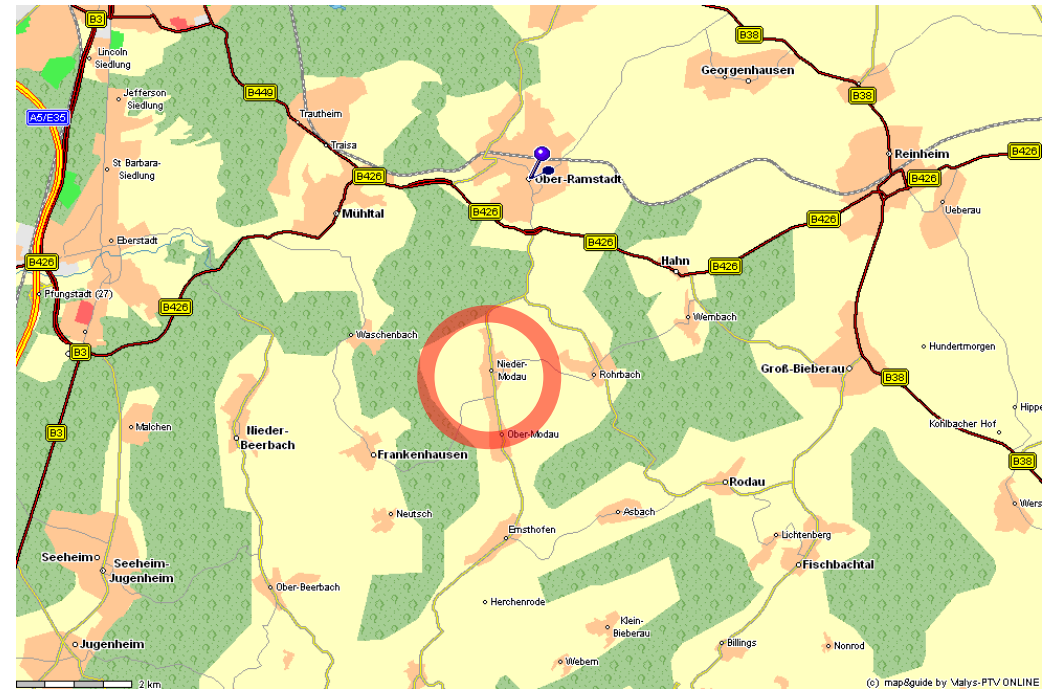 B3
Lincoln
Siedlung
B38
Georgenhausen
B449
Jefferson
Siedlung
B38
A5/E35
Trautheim
Traisa
St Barbara-
Siedlung
Reinheim
B426
B426
Ober-Ramstadt
B426
Mühltal
B426
B426
Ueberau
Eberstadt
B426
B426
Hahn
B426
Pfungstadt (27)
B426
Wembach
Waschenbach
B3
Hundertmorgen
Nieder-
Modau
Rohrbach
Groß-Bieberau
B38
Hippe
Malchen
B3
Nieder-
Beerbach
Ober-Modau
Kohlbacher Hof
Frankenhausen
B38
Rodau
Wers
Neutsch
Asbach
Ernsthofen
Lichtenberg
Seeheim
Seeheim-
Jugenheim
Fischbachtal
Ober-Beerbach
Herchenrode
Klein-
Bieberau
Jugenheim
Billings
Nonrod
Webern
2 km
(c) map&guide by Malys-PTV ONLINE